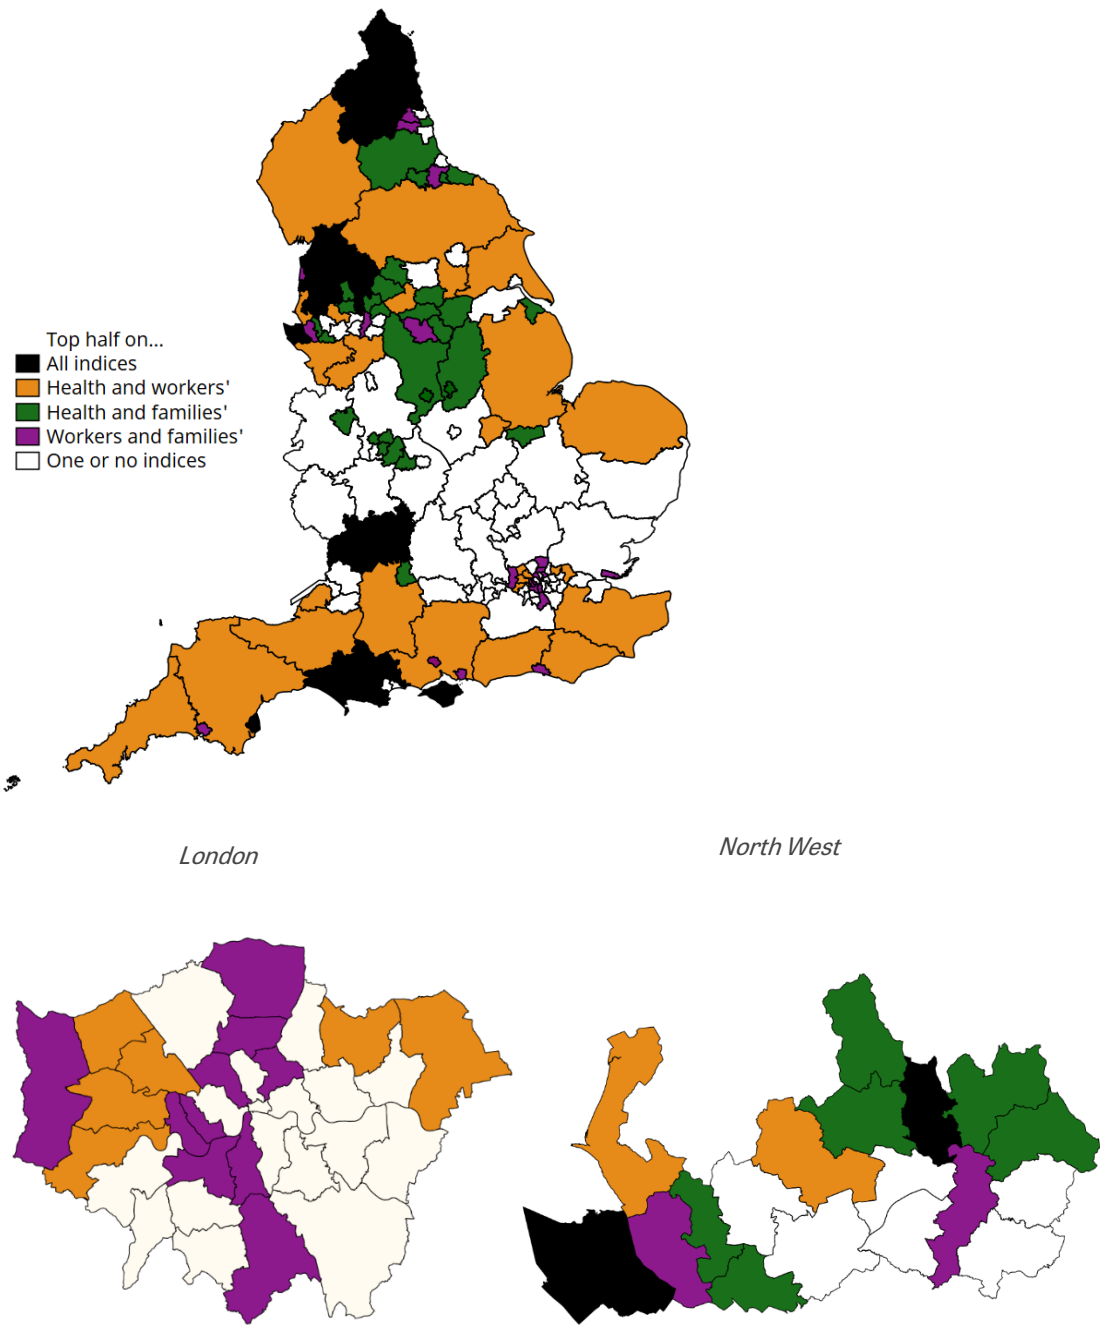 Top half on...
All indices
Health and workers'
Health and families'
Workers and families'
One or no indices
London
North West